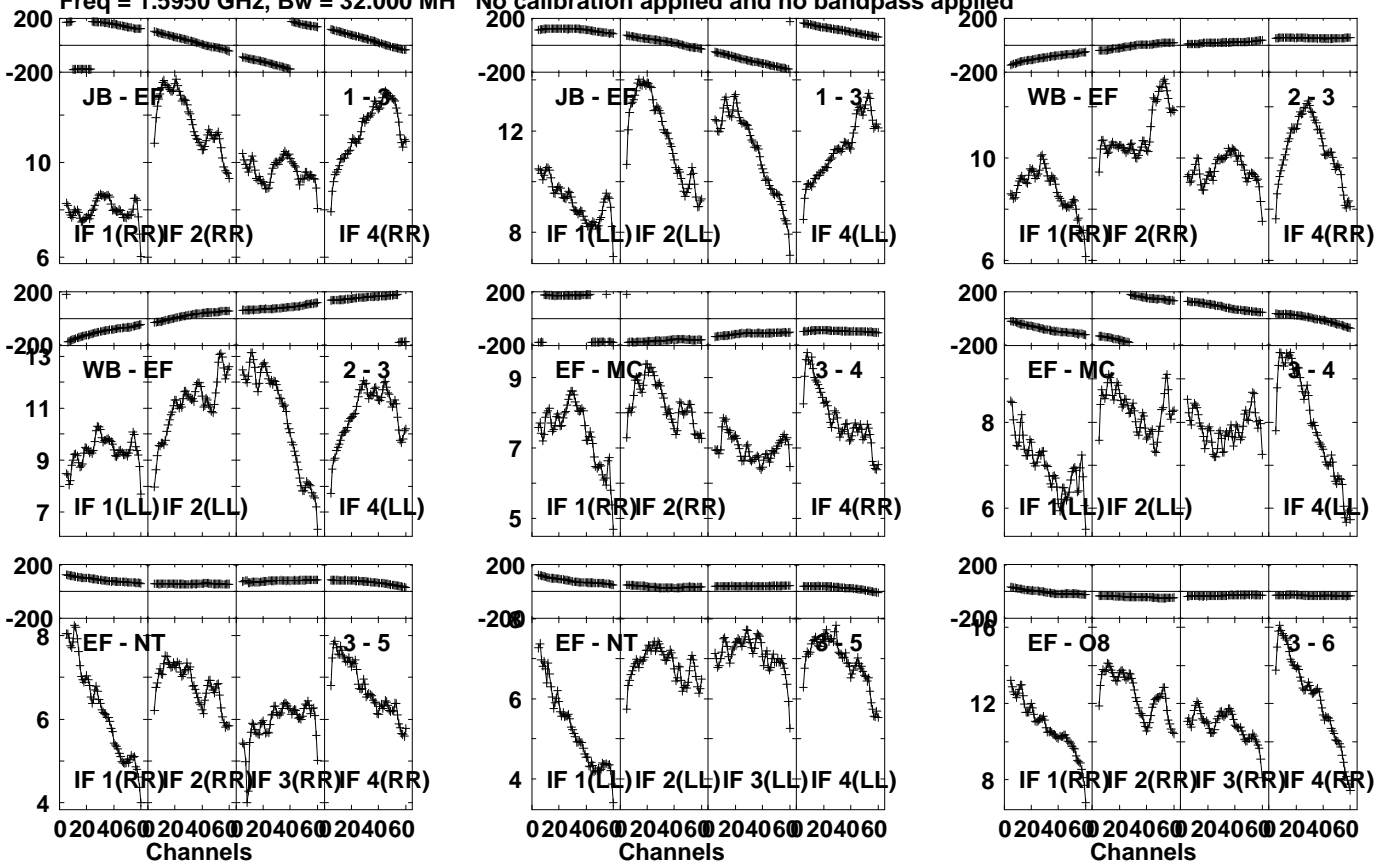 Freq = 1.5950 GHz, Bw = 32.000 MH No calibration applied and no bandpass applied
200
-200
JB - EF 1 - 3
10
6
IF 1(RR) IF 2(RR) IF 4(RR)
JB - EF 1 - 3
12
8
IF 1(LL) IF 2(LL) IF 4(LL)
200
-200
WB - EF 2 - 3
10
6
IF 1(RR) IF 2(RR) IF 4(RR)
200
-200
13
WB - EF 2 - 3
11
9
7
IF 1(LL) IF 2(LL) IF 4(LL)
200
-200
EF - MC 3 - 4
9
7
5
IF 1(RR) IF 2(RR) IF 4(RR)
200
-200
EF - MC 3 - 4
8
6
IF 1(LL) IF 2(LL) IF 4(LL)
200
-200
8
EF - NT 3 - 5
6
4
IF 1(RR) IF 2(RR) IF 3(RR) IF 4(RR)
0 20 40 60 0 20 40 60 0 20 40 60 0 20 40 60
Channels
200
-200
8
EF - NT 3 - 5
6
4
IF 1(LL) IF 2(LL) IF 3(LL) IF 4(LL)
0 20 40 60 0 20 40 60 0 20 40 60 0 20 40 60
Channels
200
-200
16
EF - O8 3 - 6
12
8
IF 1(RR) IF 2(RR) IF 3(RR) IF 4(RR)
0 20 40 60 0 20 40 60 0 20 40 60 0 20 40 60
Channels